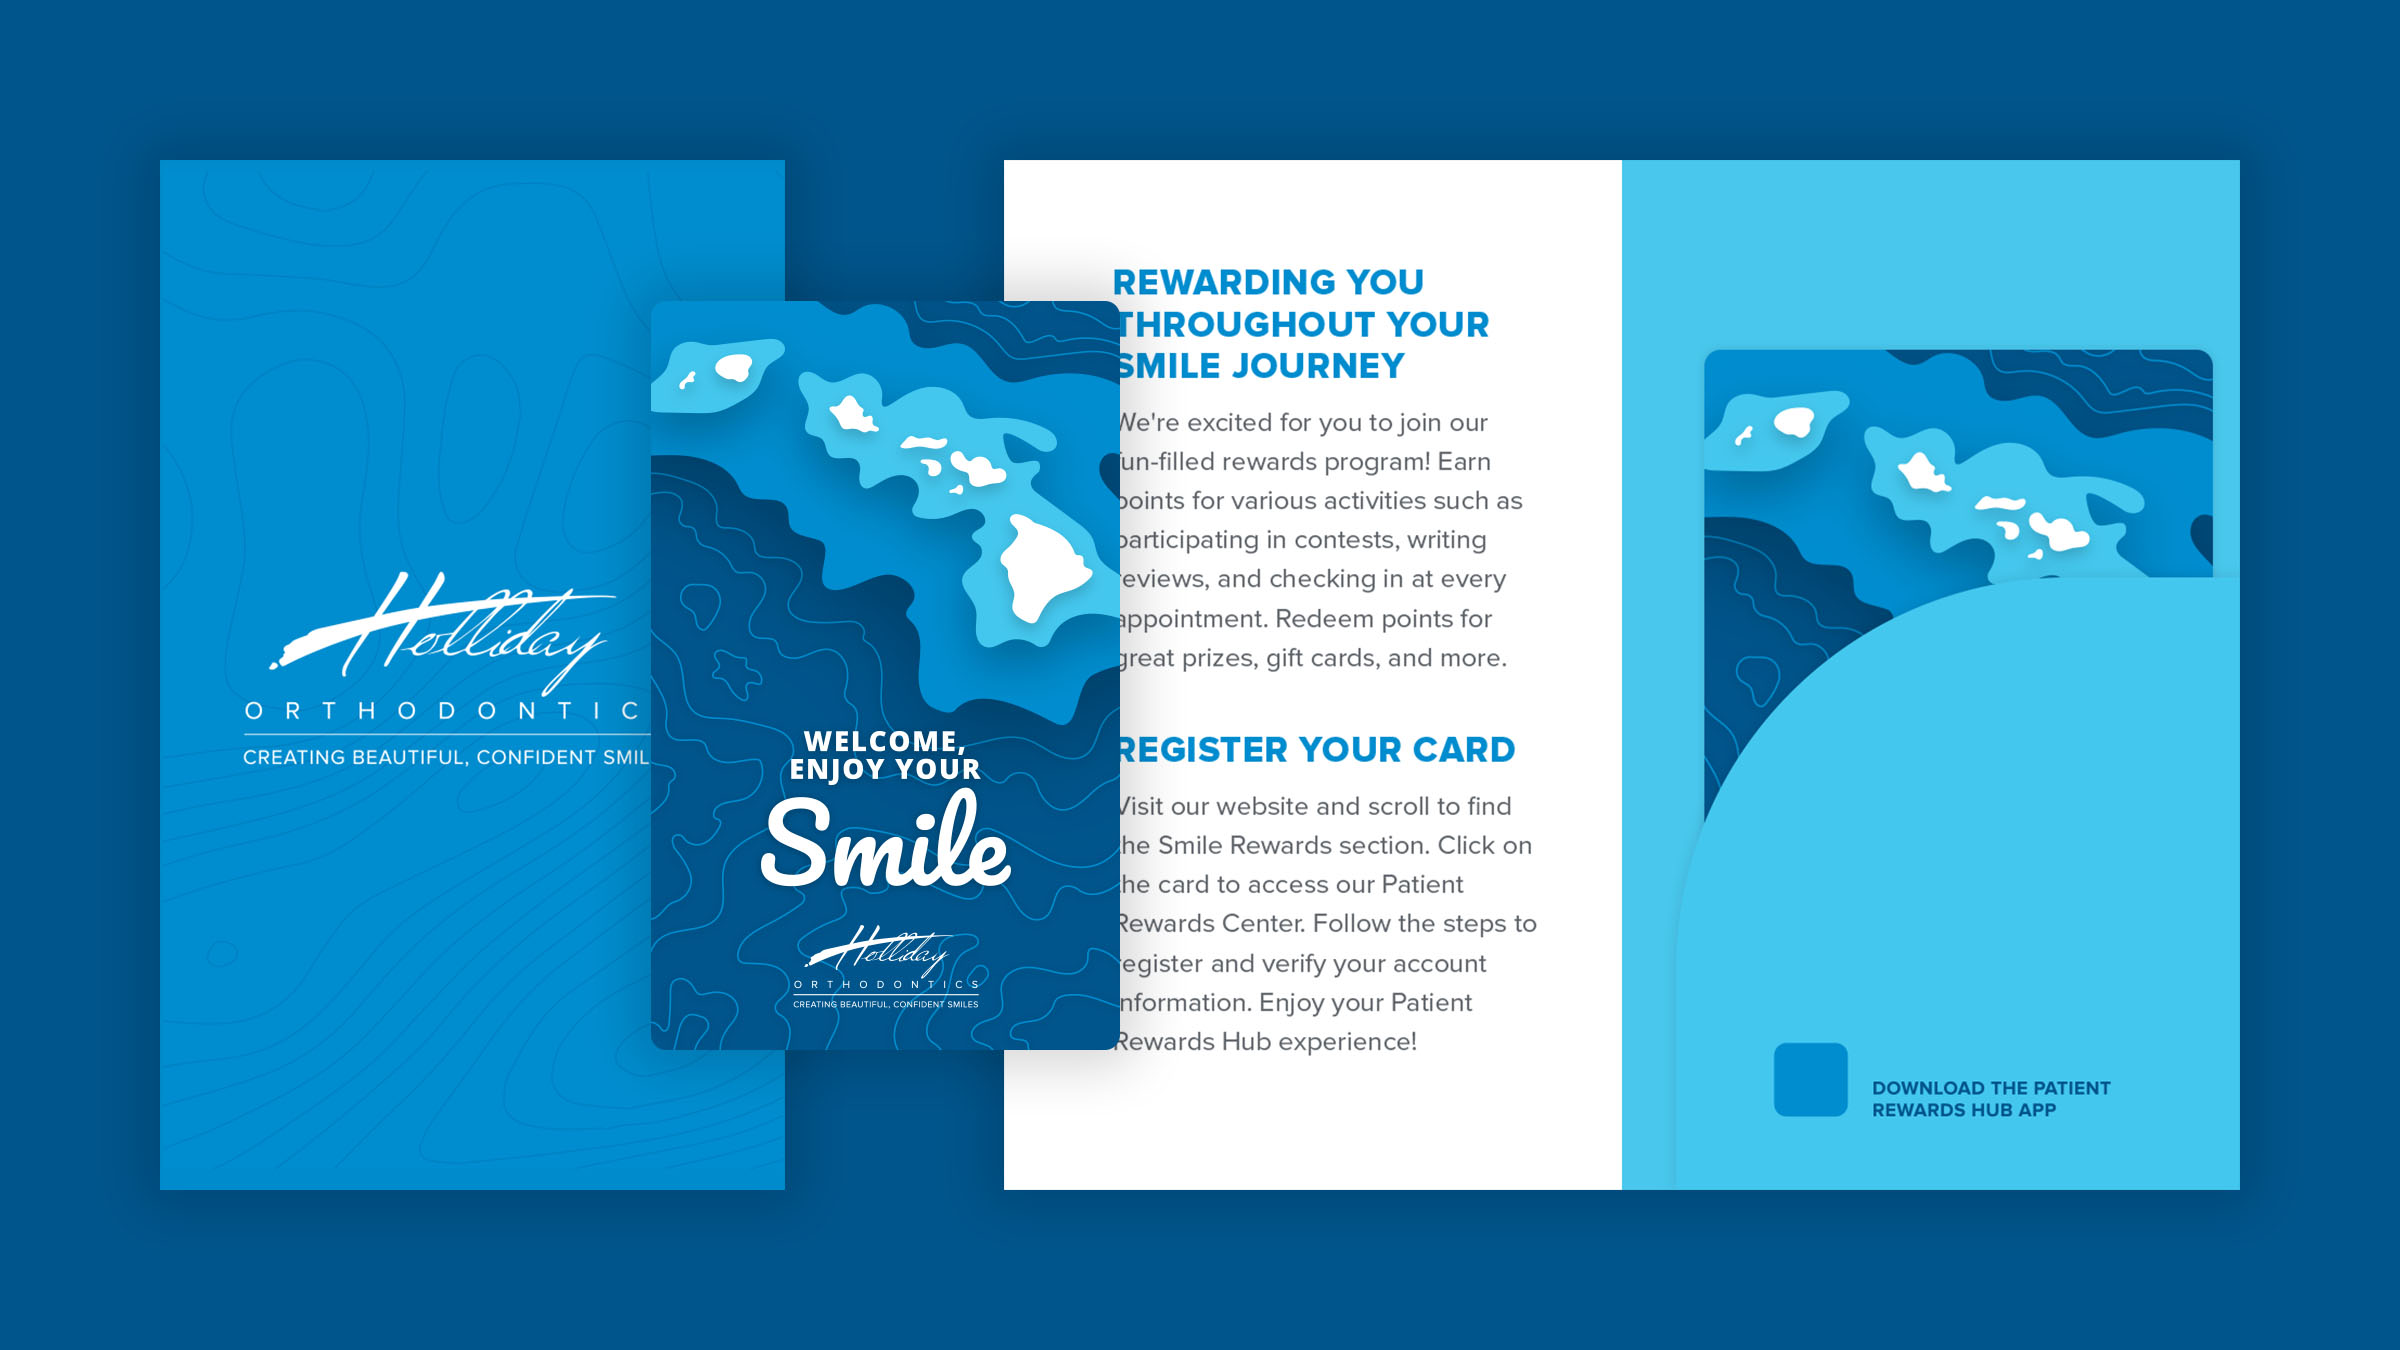 Holliday
ORTHODONTIC
CREATING BEAUTIFUL, CONFIDENT SMIL
WELCOME,
ENJOY YOUR
Smile
Holliday
ORTHODONTICS
CREATING BEAUTIFUL, CONFIDENT SMILES
REWARDING YOU
THROUGHOUT YOUR
SMILE JOURNEY
We're excited for you to join our
fun-filled rewards program! Earn
points for various activities such as
participating in contests, writing
reviews, and checking in at every
appointment. Redeem points for
great prizes, gift cards, and more.
REGISTER YOUR CARD
Visit our website and scroll to find
the Smile Rewards section. Click on
the card to access our Patient
Rewards Center. Follow the steps to
register and verify your account
information. Enjoy your Patient
Rewards Hub experience!
DOWNLOAD THE PATIENT
REWARDS HUB APP